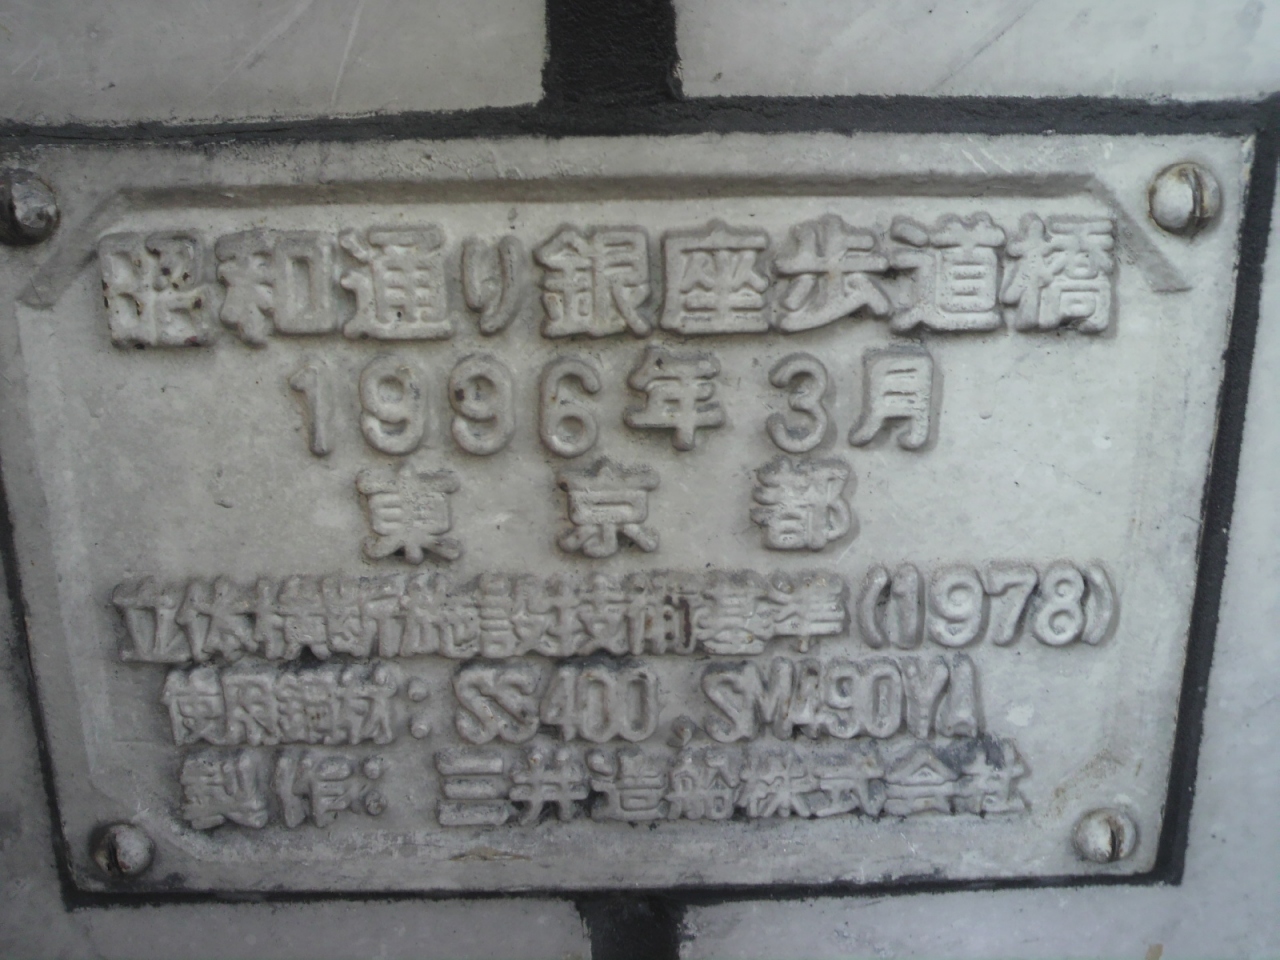 昭和通り銀座歩道橋
1996年3月
東京都
立体横断施設技術基準(1978)
使用鋼材:SS400,SM490YA
製作:三井造船株式会社